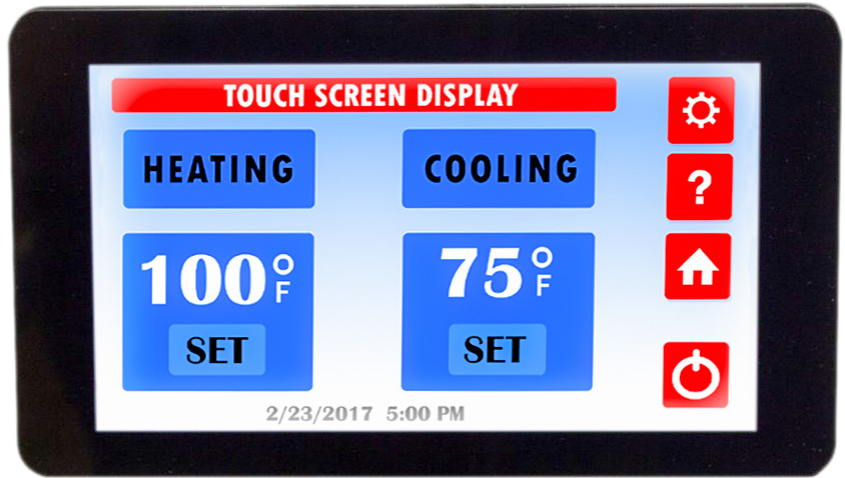 TOUCH SCREEN DISPLAY
HEATING COOLING
?
100°F 75°F
SET SET
2/23/2017 5:00 PM